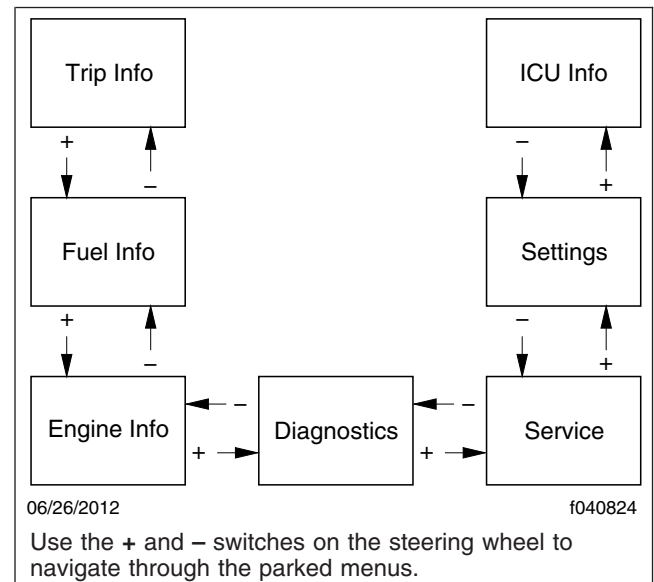 Trip Info
ICU Info
+
–
–
+
Fuel Info
Settings
+
–
–
+
Engine Info
–
+
Diagnostics
–
+
Service
06/26/2012
f040824
Use the + and – switches on the steering wheel to
navigate through the parked menus.